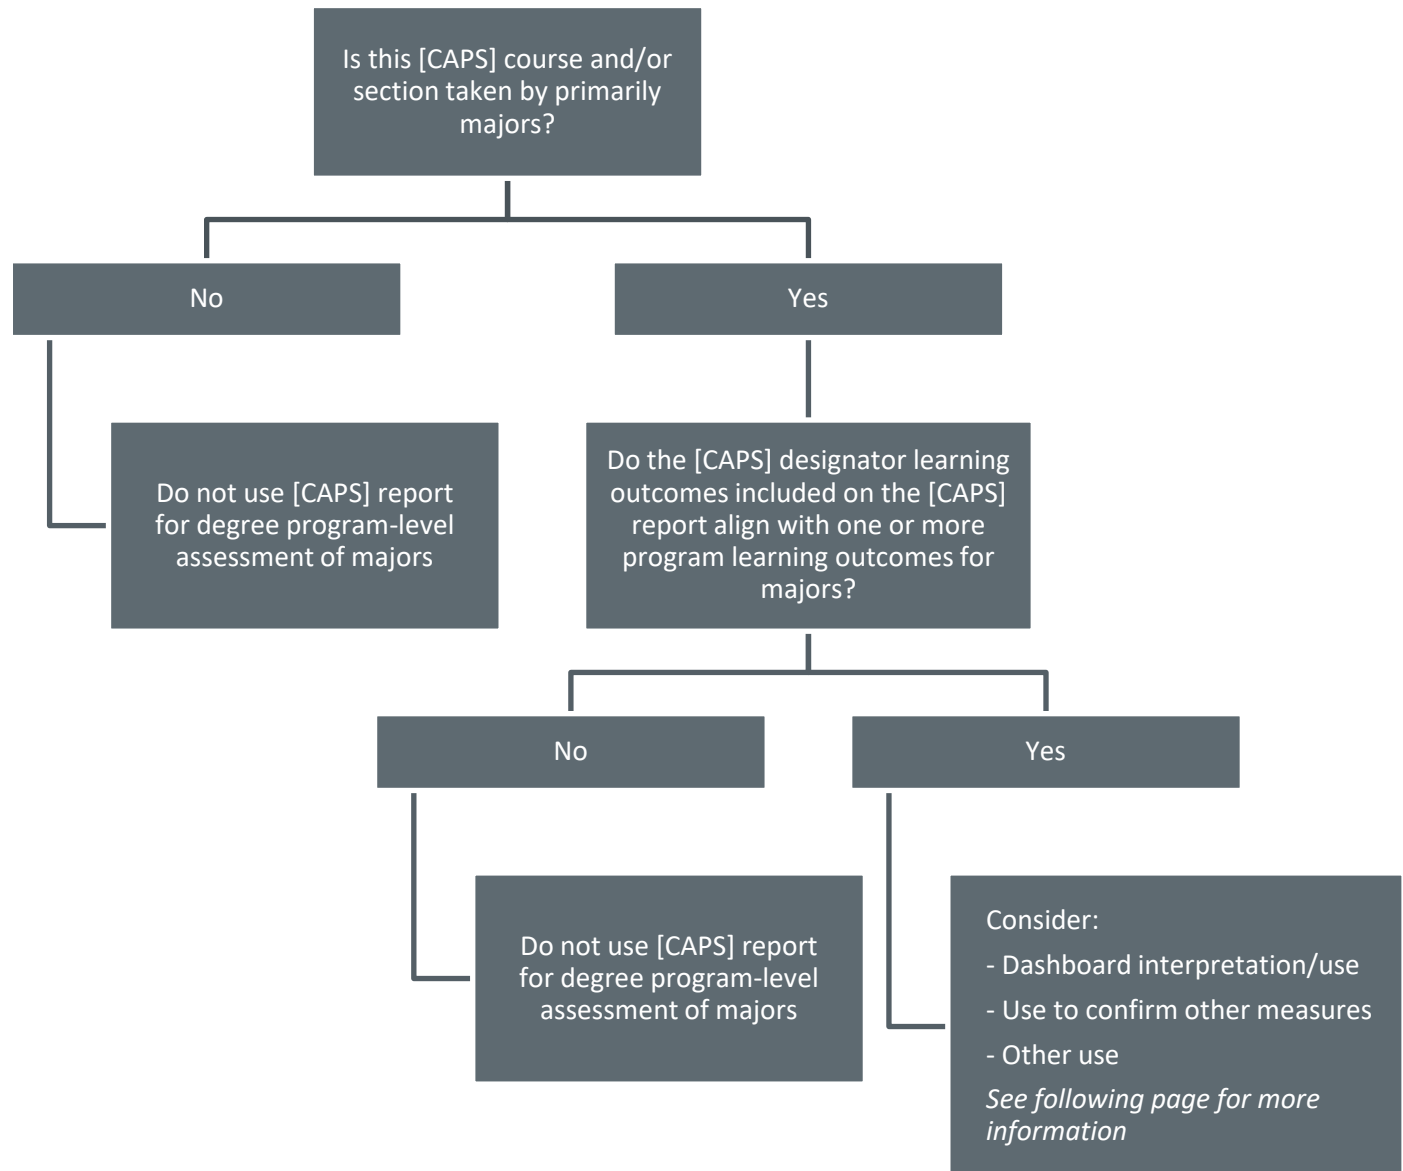 Is this [CAPS] course and/or
section taken by primarily
majors?
No
Yes
Do not use [CAPS] report
for degree program-level
assessment of majors
Do the [CAPS] designator learning
outcomes included on the [CAPS]
report align with one or more
program learning outcomes for
majors?
No
Yes
Do not use [CAPS] report
for degree program-level
assessment of majors
Consider:
- Dashboard interpretation/use
- Use to confirm other measures
- Other use
See following page for more
information